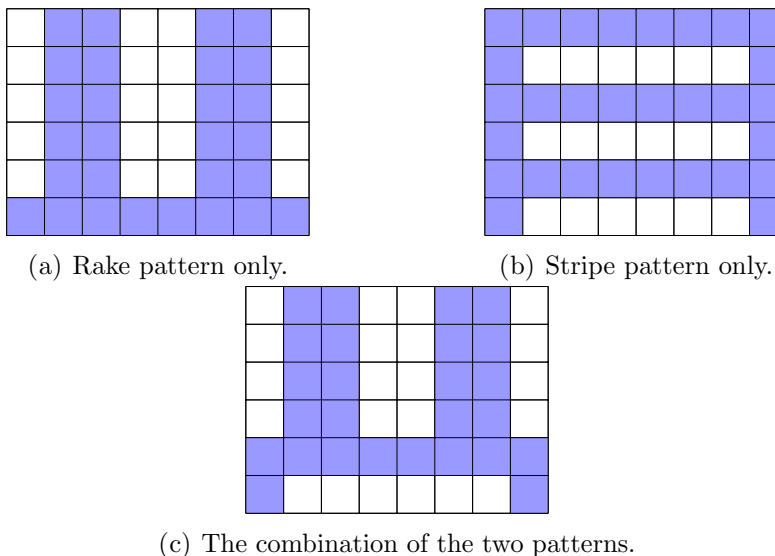 (a) Rake pattern only.
(b) Stripe pattern only.
(c) The combination of the two patterns.